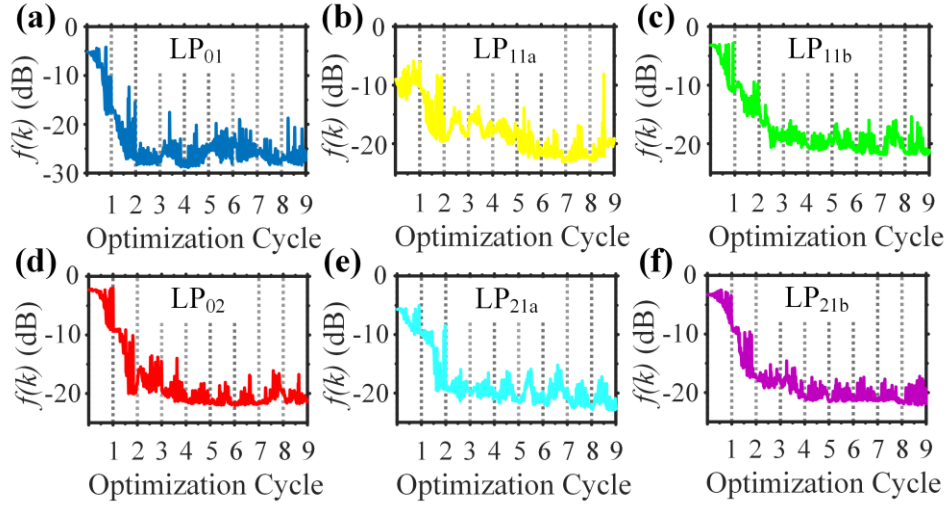 (a) (b) (c)
0 0 0
LP₀₁ LP₁₁ₐ LP₁₁b
f(k) (dB) f(k) (dB) f(k) (dB)
-10 -10 -10
-20 -20 -20
-30
1 2 3 4 5 6 7 8 9 1 2 3 4 5 6 7 8 9 1 2 3 4 5 6 7 8 9
Optimization Cycle Optimization Cycle Optimization Cycle
(d) (e) (f)
0 0 0
LP₀₂ LP₂₁ₐ LP₂₁b
f(k) (dB) f(k) (dB) f(k) (dB)
-10 -10 -10
-20 -20 -20
1 2 3 4 5 6 7 8 9 1 2 3 4 5 6 7 8 9 1 2 3 4 5 6 7 8 9
Optimization Cycle Optimization Cycle Optimization Cycle